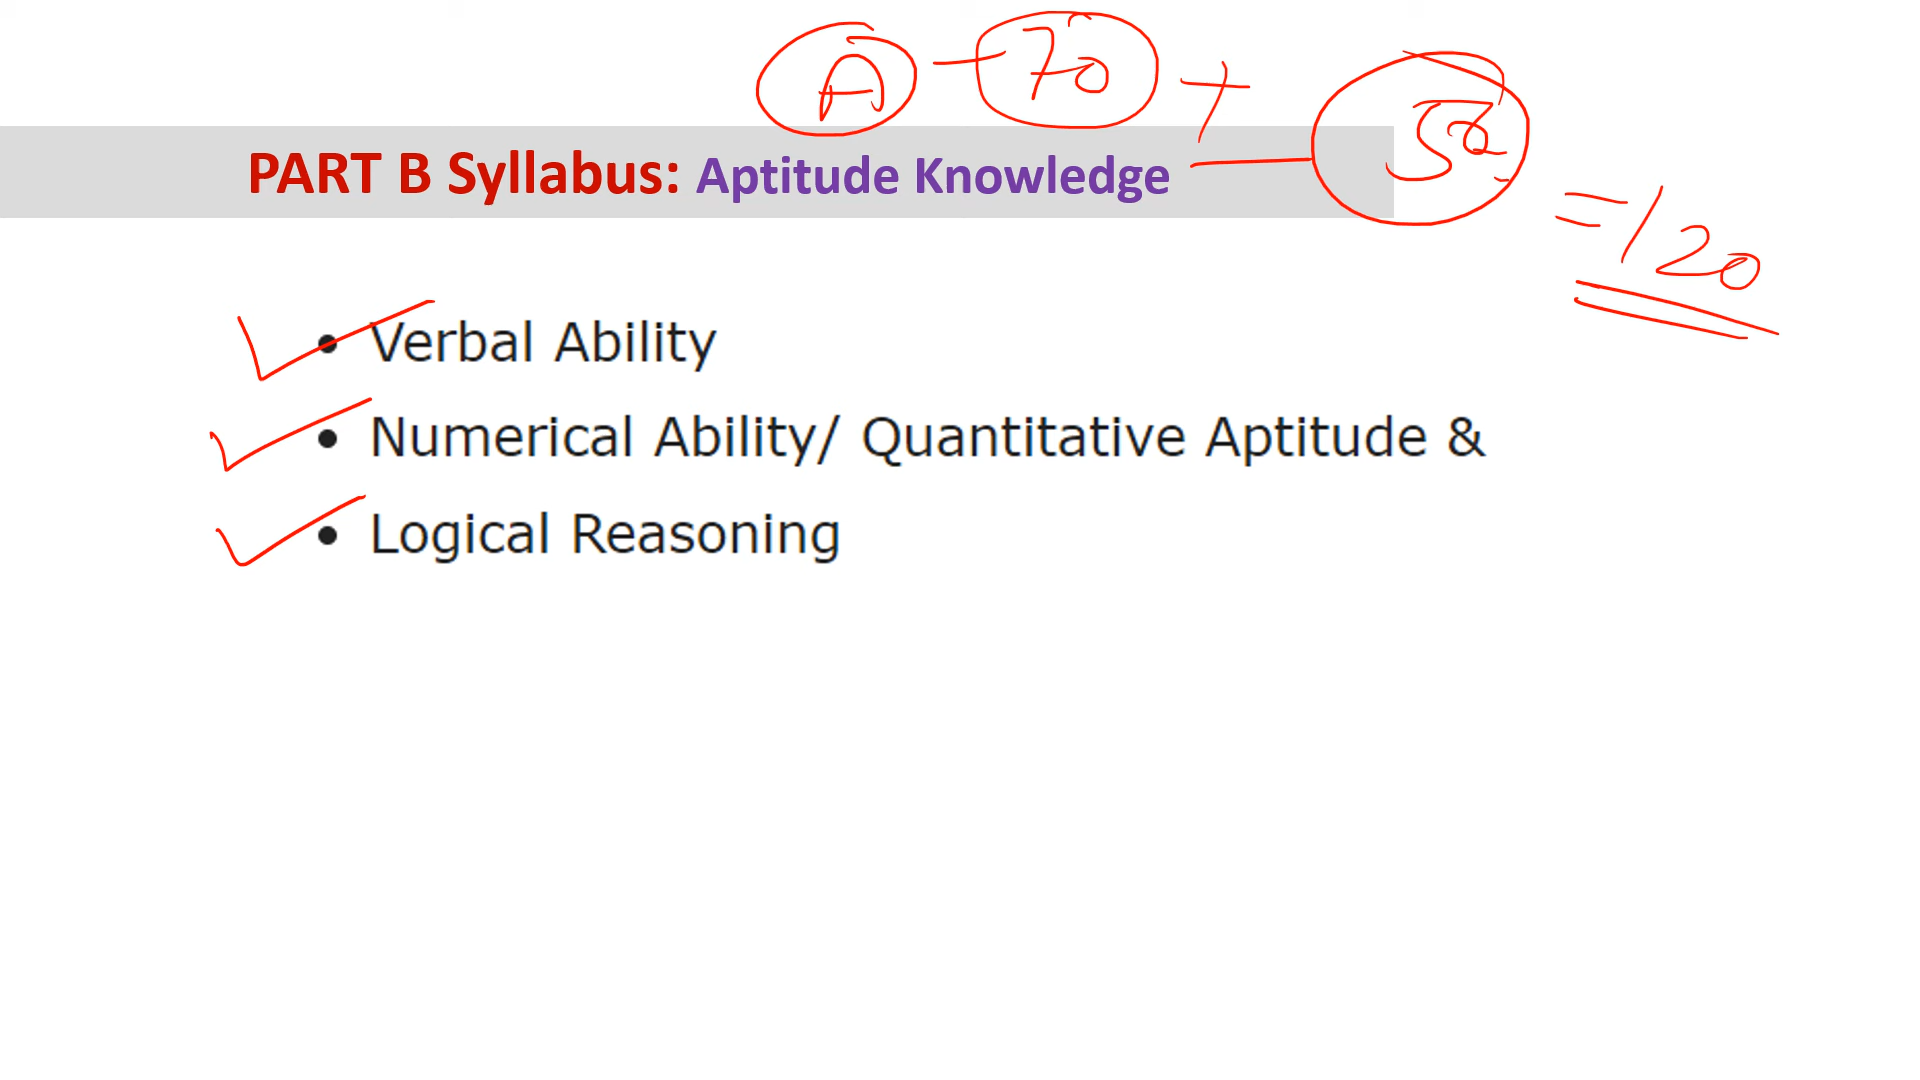 A - 70 + 50 = 120
PART B Syllabus: Aptitude Knowledge
• Verbal Ability
• Numerical Ability/ Quantitative Aptitude &
• Logical Reasoning